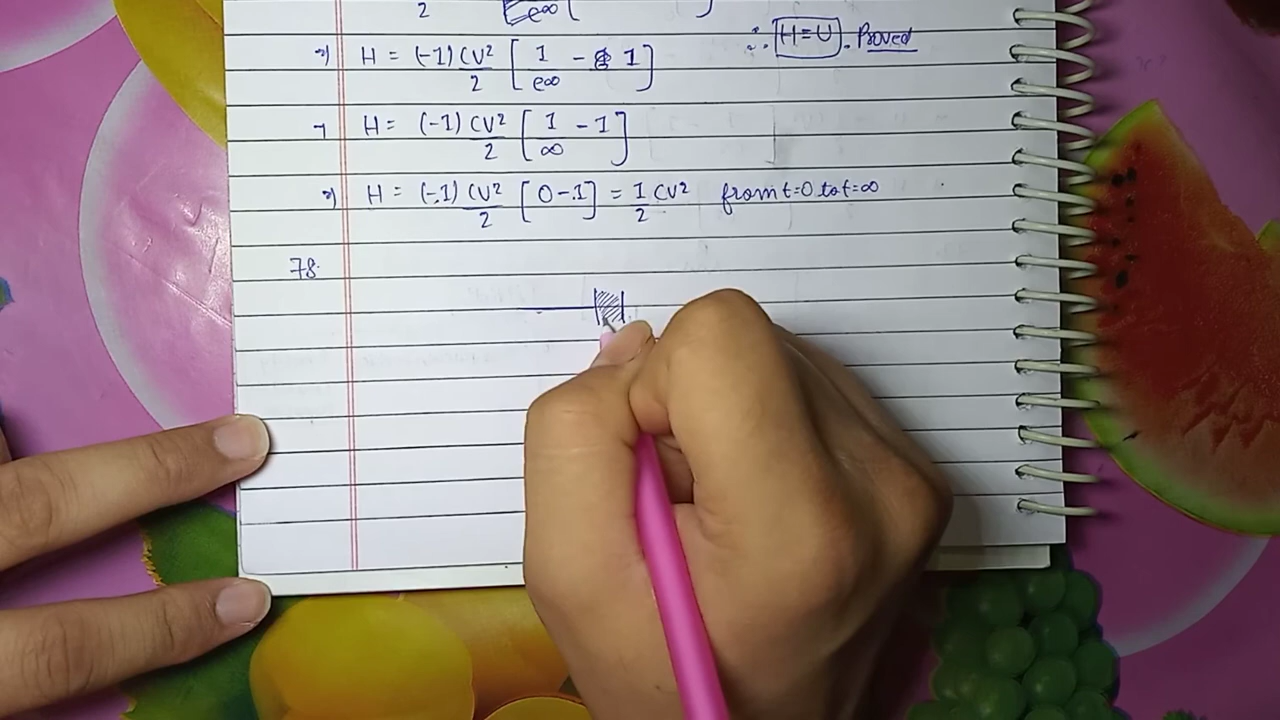 2 e∞ [ ]
∴ H=U. Proved
=) H = (-1) CV²/2 [ 1/e∞ - 1 ]
H = (-1) CV²/2 [ 1/∞ - 1 ]
=) H = (-1) CV²/2 [ 0-1 ] = 1/2 CV² from t=0 to t=∞
78.